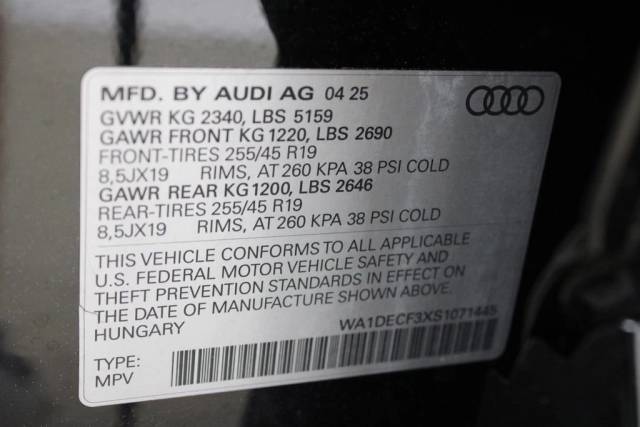 MFD. BY AUDI AG 04 25
GVWR KG 2340, LBS 5159
GAWR FRONT KG 1220, LBS 2690
FRONT-TIRES 255/45 R19
8,5JX19 RIMS, AT 260 KPA 38 PSI COLD
GAWR REAR KG 1200, LBS 2646
REAR-TIRES 255/45 R19
8,5JX19 RIMS, AT 260 KPA 38 PSI COLD
THIS VEHICLE CONFORMS TO ALL APPLICABLE
U.S. FEDERAL MOTOR VEHICLE SAFETY AND
THEFT PREVENTION STANDARDS IN EFFECT ON
THE DATE OF MANUFACTURE SHOWN ABOVE.
HUNGARY WA1DECF3XS1071445
TYPE:
MPV